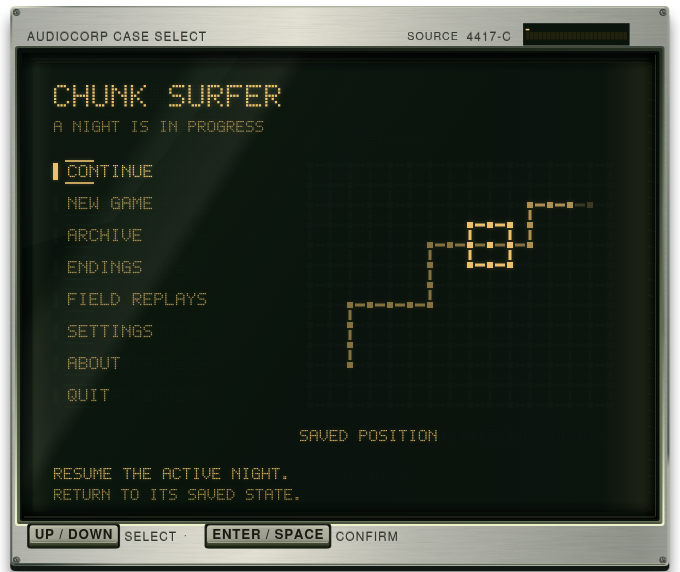 AUDIOCORP CASE SELECT
SOURCE 4417-C
CHUNK SURFER
A NIGHT IS IN PROGRESS
CONTINUE
NEW GAME
ARCHIVE
ENDINGS
FIELD REPLAYS
SETTINGS
ABOUT
QUIT
SAVED POSITION
RESUME THE ACTIVE NIGHT.
RETURN TO ITS SAVED STATE.
UP / DOWN SELECT · ENTER / SPACE CONFIRM